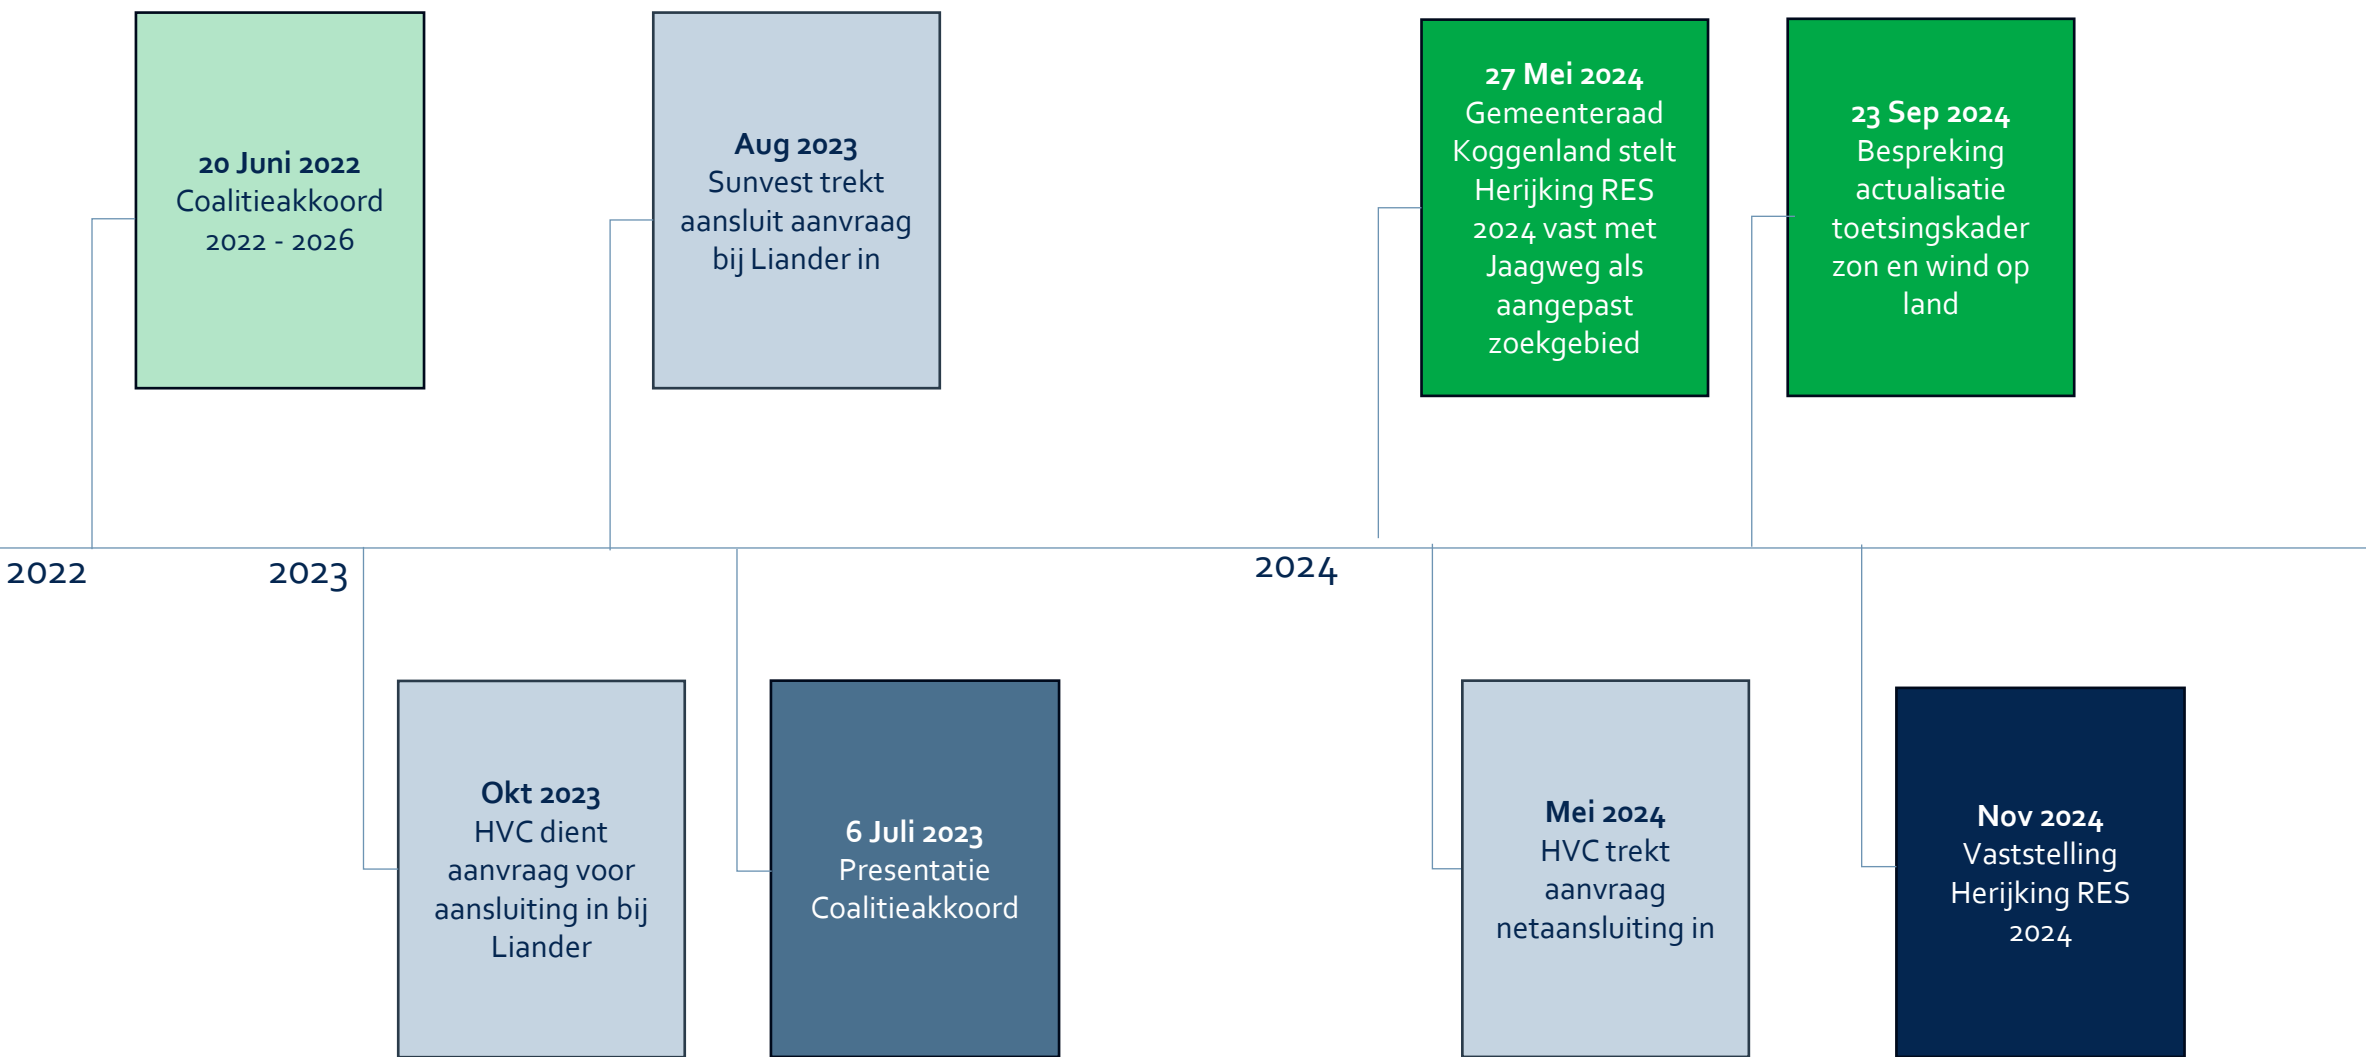 20 Juni 2022
Coalitieakkoord
2022 - 2026
Aug 2023
Sunvest trekt
aansluit aanvraag
bij Liander in
27 Mei 2024
Gemeenteraad
Koggenland stelt
Herijking RES
2024 vast met
Jaagweg als
aangepast
zoekgebied
23 Sep 2024
Bespreking
actualisatie
toetsingskader
zon en wind op
land
2022
2023
2024
Okt 2023
HVC dient
aanvraag voor
aansluiting in bij
Liander
6 Juli 2023
Presentatie
Coalitieakkoord
Mei 2024
HVC trekt
aanvraag
netaansluiting in
Nov 2024
Vaststelling
Herijking RES
2024